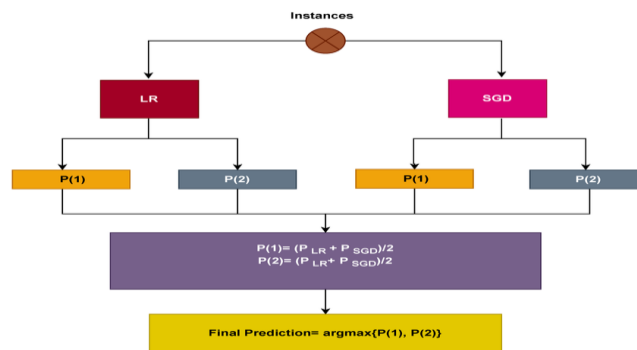 Instances
LR
SGD
P(1)
P(2)
P(1)
P(2)
P(1)= (P LR + P SGD)/2
P(2)= (P LR+ P SGD)/2
Final Prediction= argmax{P(1), P(2)}